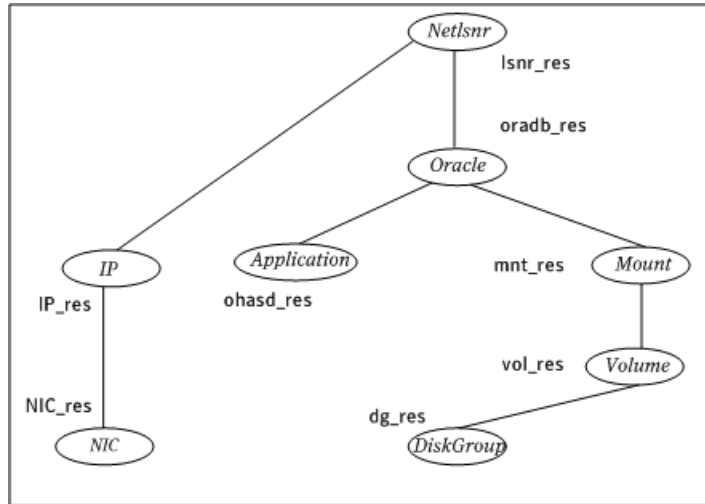 Netlsnr
lsnr_res
oradb_res
Oracle
IP
Application
mnt_res
Mount
IP_res
ohasd_res
vol_res
Volume
NIC_res
dg_res
NIC
DiskGroup